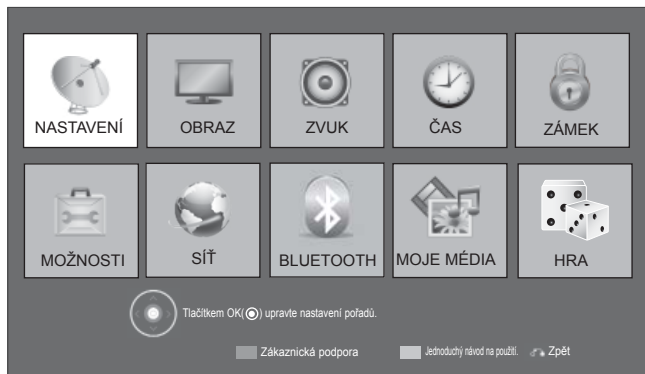 NASTAVENÍ
OBRAZ
ZVUK
ČAS
ZÁMEK
MOŽNOSTI
SÍŤ
BLUETOOTH
MOJE MÉDIA
HRA
Tlačítkem OK(◉) upravte nastavení pořadů.
Zákaznická podpora
Jednoduchý návod na použití.
Zpět